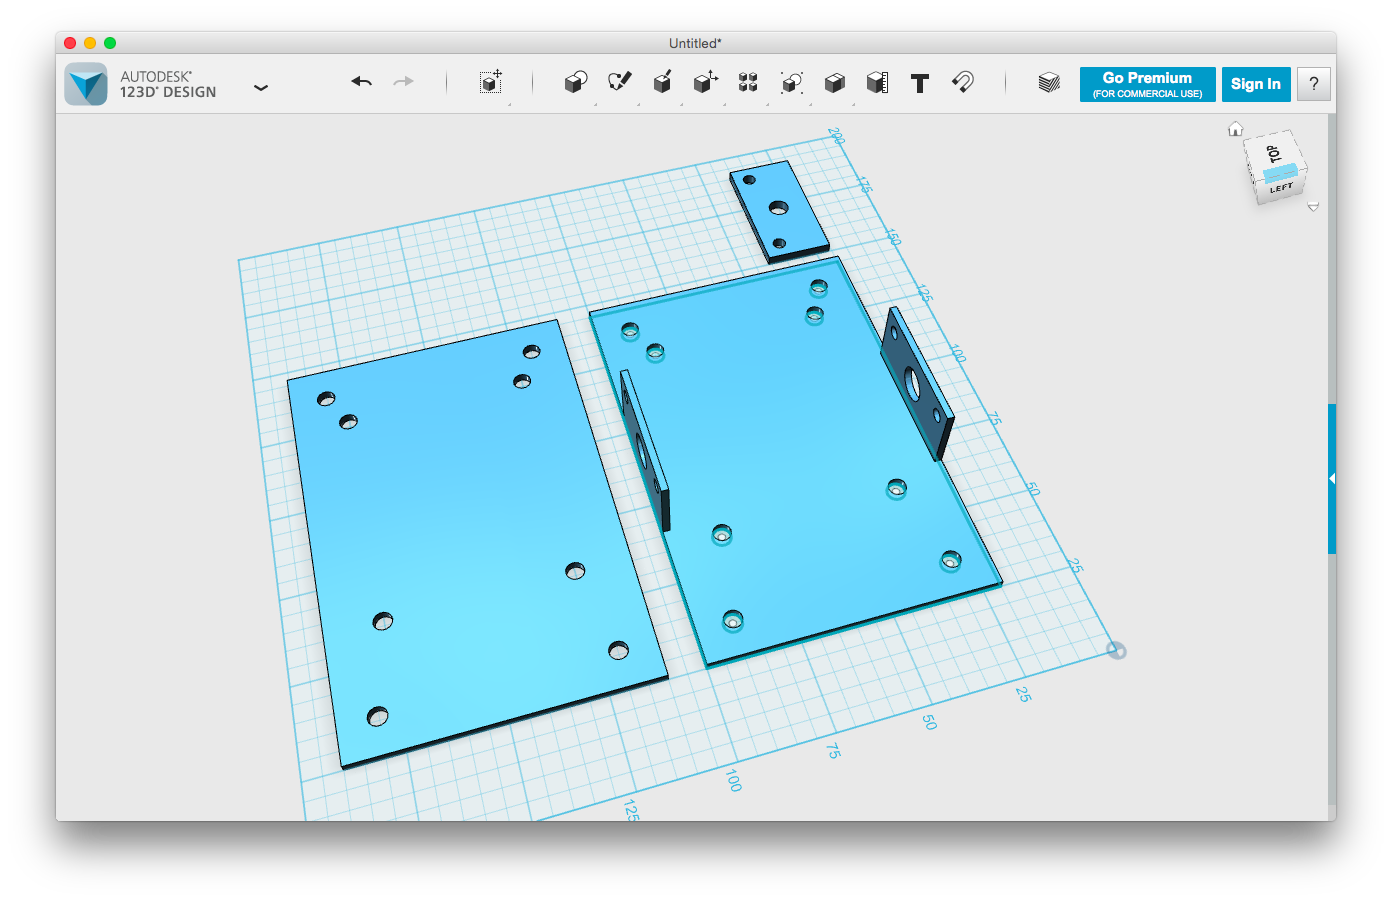 Untitled*
AUTODESK®
123D® DESIGN
T
Go Premium
(FOR COMMERCIAL USE)
Sign In
?
TOP
LEFT
200
175
150
125
100
75
50
25
25
50
75
100
125